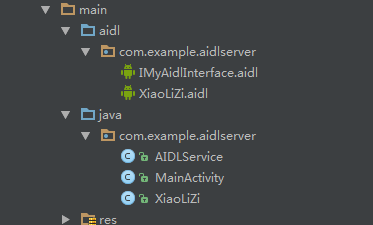 main
aidl
com.example.aidlserver
IMyAidlInterface.aidl
XiaoLiZi.aidl
java
com.example.aidlserver
AIDLService
MainActivity
XiaoLiZi
res